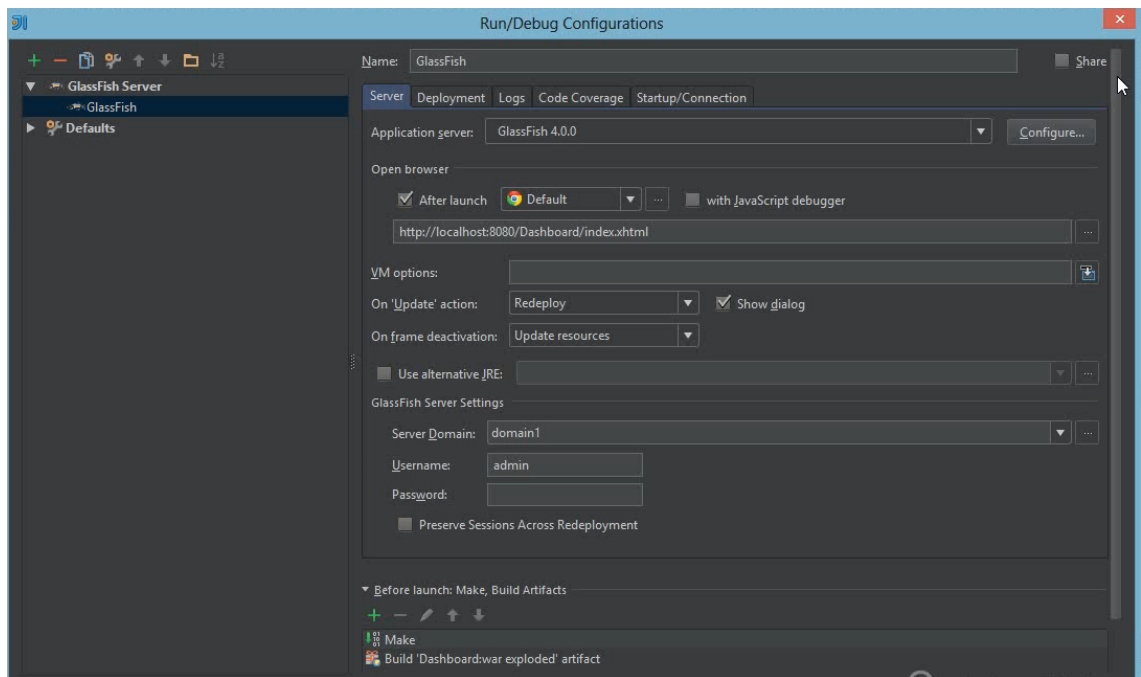 Run/Debug Configurations
Name: GlassFish Share
GlassFish Server
GlassFish
Defaults
Server Deployment Logs Code Coverage Startup/Connection
Application server: GlassFish 4.0.0 Configure...
Open browser
After launch Default ... with JavaScript debugger
http://localhost:8080/Dashboard/index.xhtml ...
VM options:
On 'Update' action: Redeploy Show dialog
On frame deactivation: Update resources
Use alternative JRE: ...
GlassFish Server Settings
Server Domain: domain1 ...
Username: admin
Password:
Preserve Sessions Across Redeployment
Before launch: Make, Build Artifacts
Make
Build 'Dashboard:war exploded' artifact